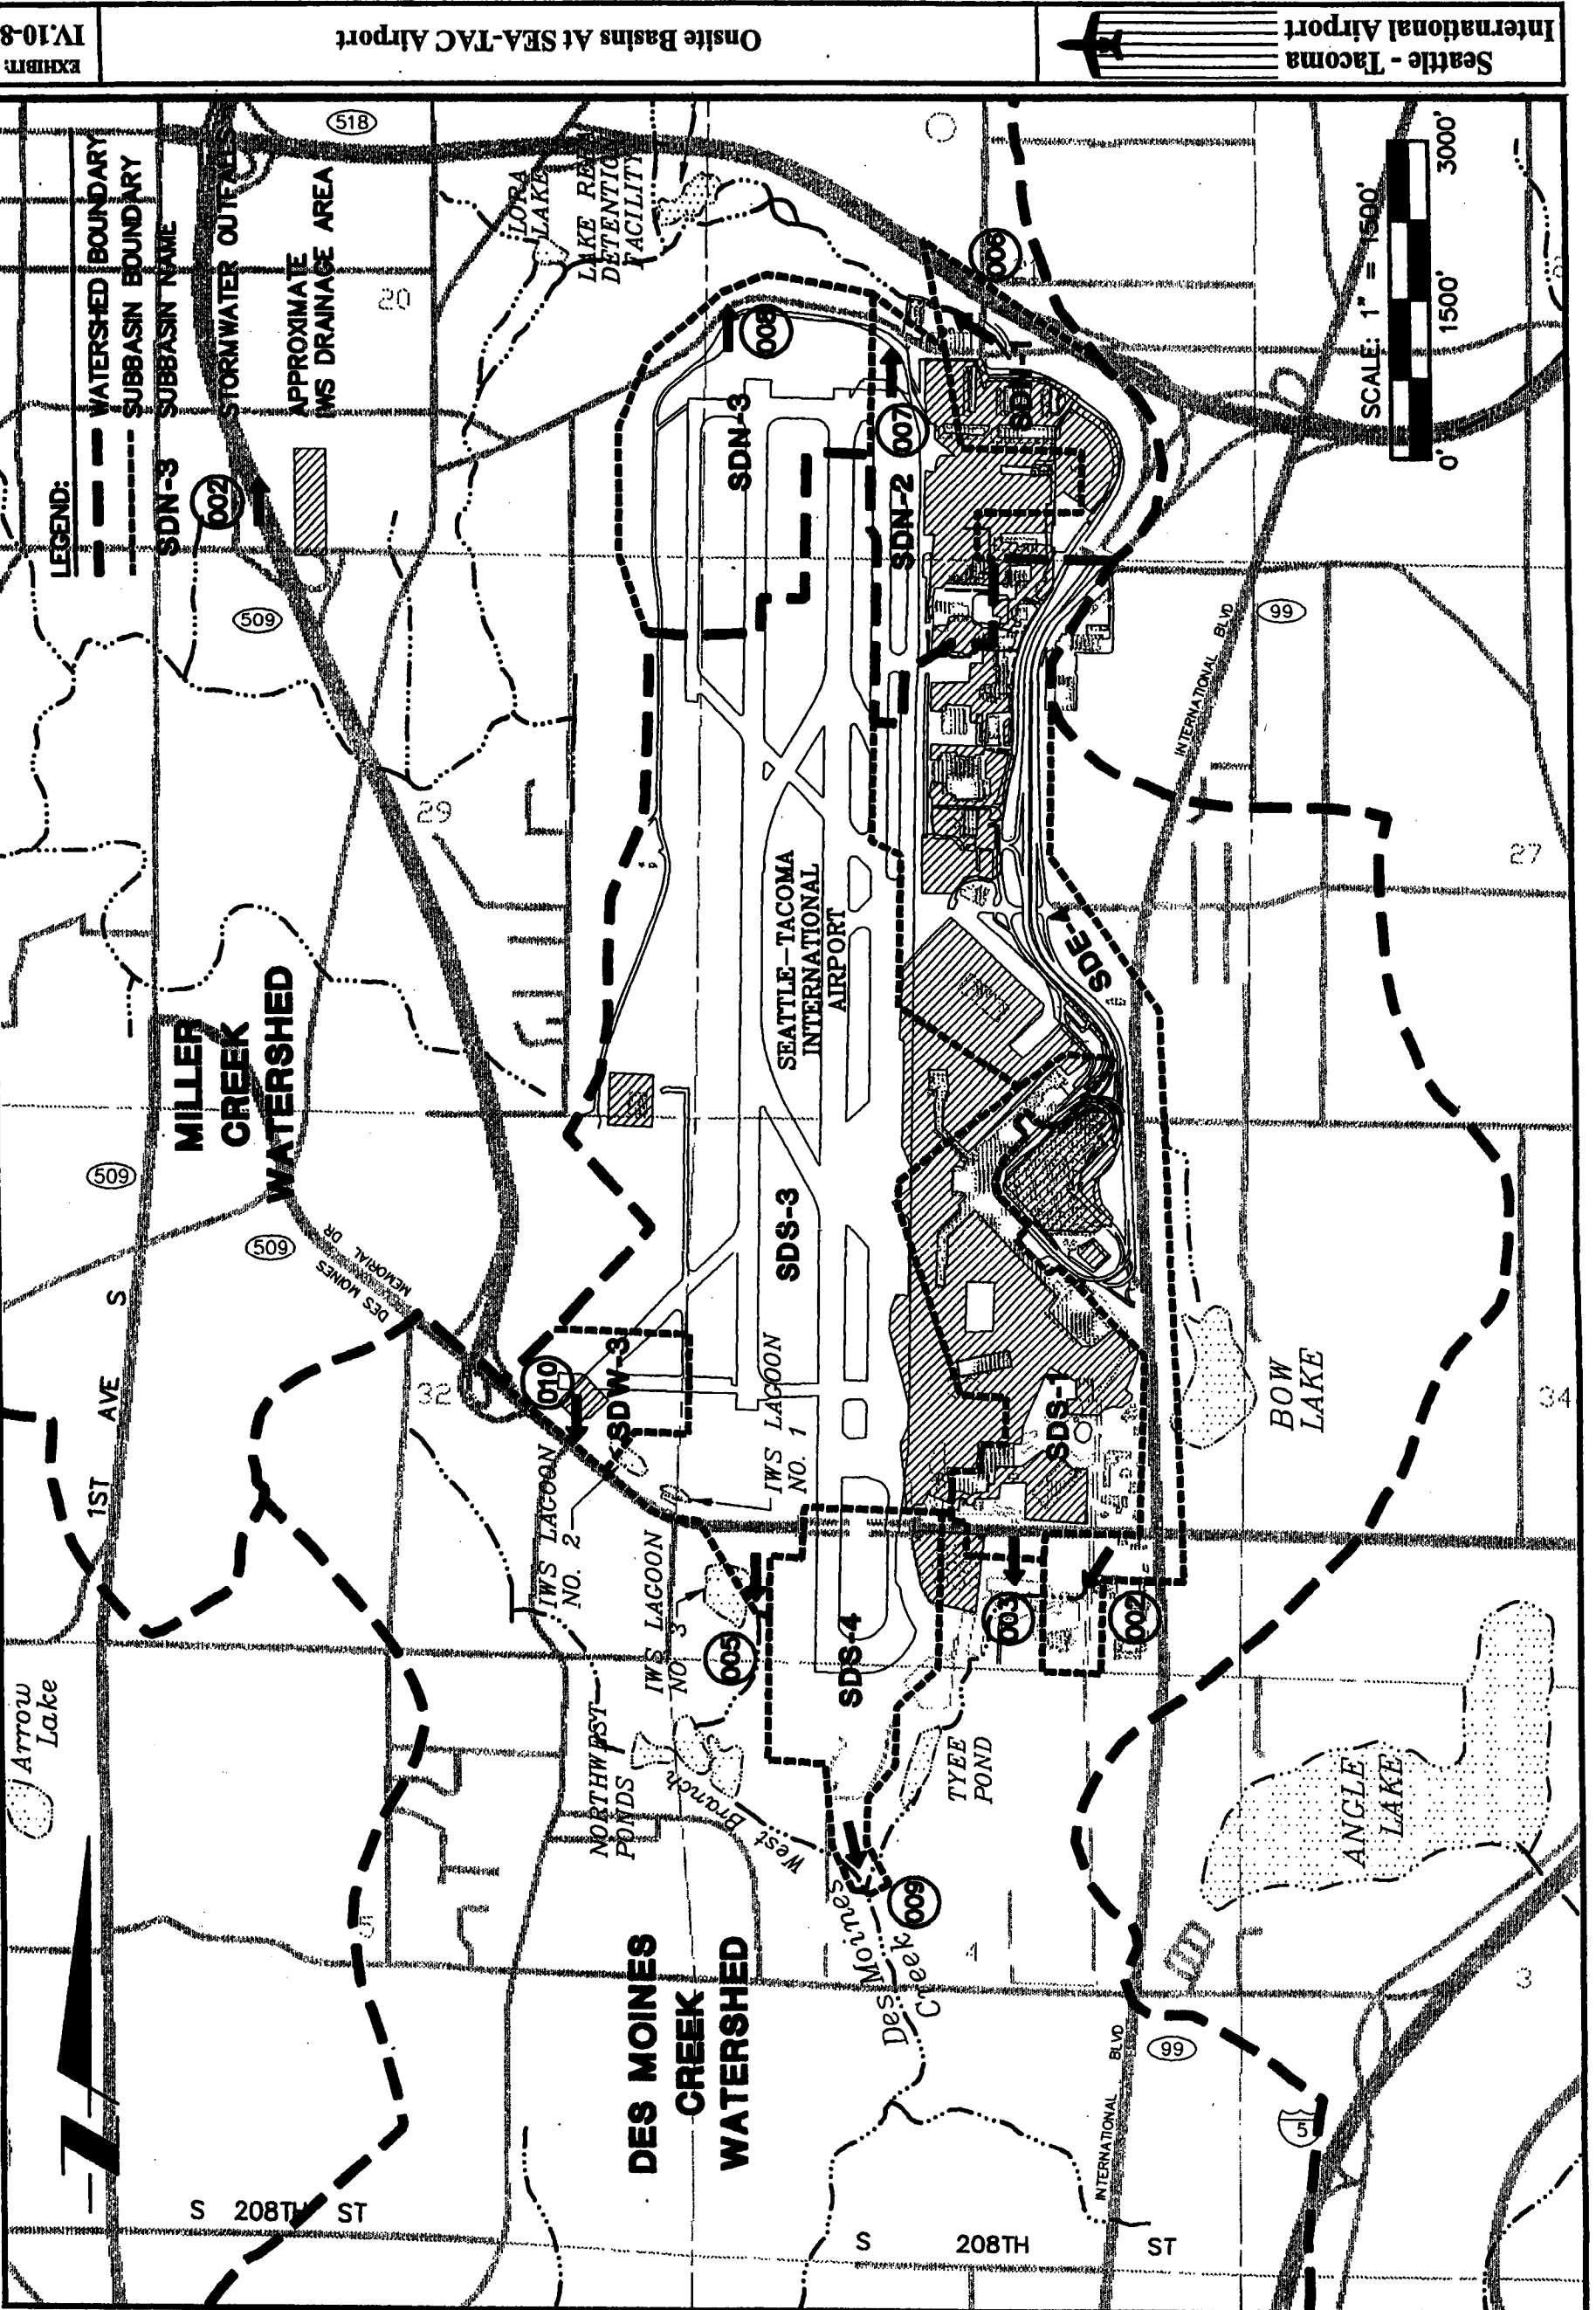 EXHIBIT:
IV.10-8
Onsite Basins At SEA-TAC Airport
Seattle - Tacoma
International Airport
LEGEND:
WATERSHED BOUNDARY
SUBBASIN BOUNDARY
SDN-3
SUBBASIN NAME
002
STORMWATER OUTFALLS
APPROXIMATE
IWS DRAINAGE AREA
518
LORA
LAKE
LAKE REBA
DETENTION
FACILITY
20
006
008
007
SDN-3
SDN-2
SDN-1
SCALE: 1" = 1500'
0'
1500'
3000'
509
INTERNATIONAL BLVD
99
29
27
SEATTLE-TACOMA
INTERNATIONAL
AIRPORT
SDE-4
MILLER
CREEK
WATERSHED
509
509
DES MOINES
MEMORIAL DR
SDS-3
1ST AVE S
32
010
SDW-3
IWS LAGOON
NO. 1
SDS-1
BOW
LAKE
34
IWS LAGOON
NO. 2
IWS LAGOON
NO. 3
005
SDS-4
003
002
Arrow
Lake
NORTHWEST
PONDS
West Branch
TYEE
POND
ANGLE
LAKE
5
009
Des Moines
Creek
4
3
DES MOINES
CREEK
WATERSHED
INTERNATIONAL BLVD
99
5
S 208TH ST
S 208TH ST